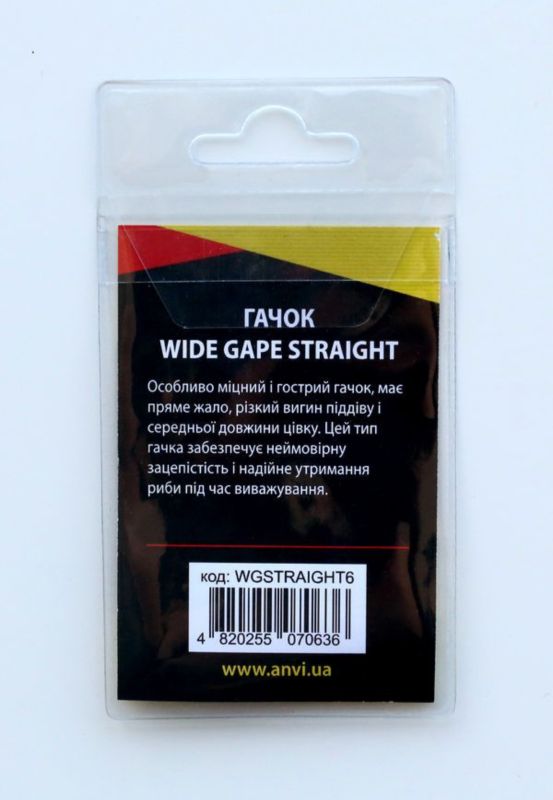 ГАЧОК
WIDE GAPE STRAIGHT
Особливо міцний і гострий гачок, має
пряме жало, різкий вигин піддіву і
середньої довжини цівку. Цей тип
гачка забезпечує неймовірну
зацепістість і надійне утримання
риби під час виважування.
код: WGSTRAIGHT6
4 820255 070636
www.anvi.ua